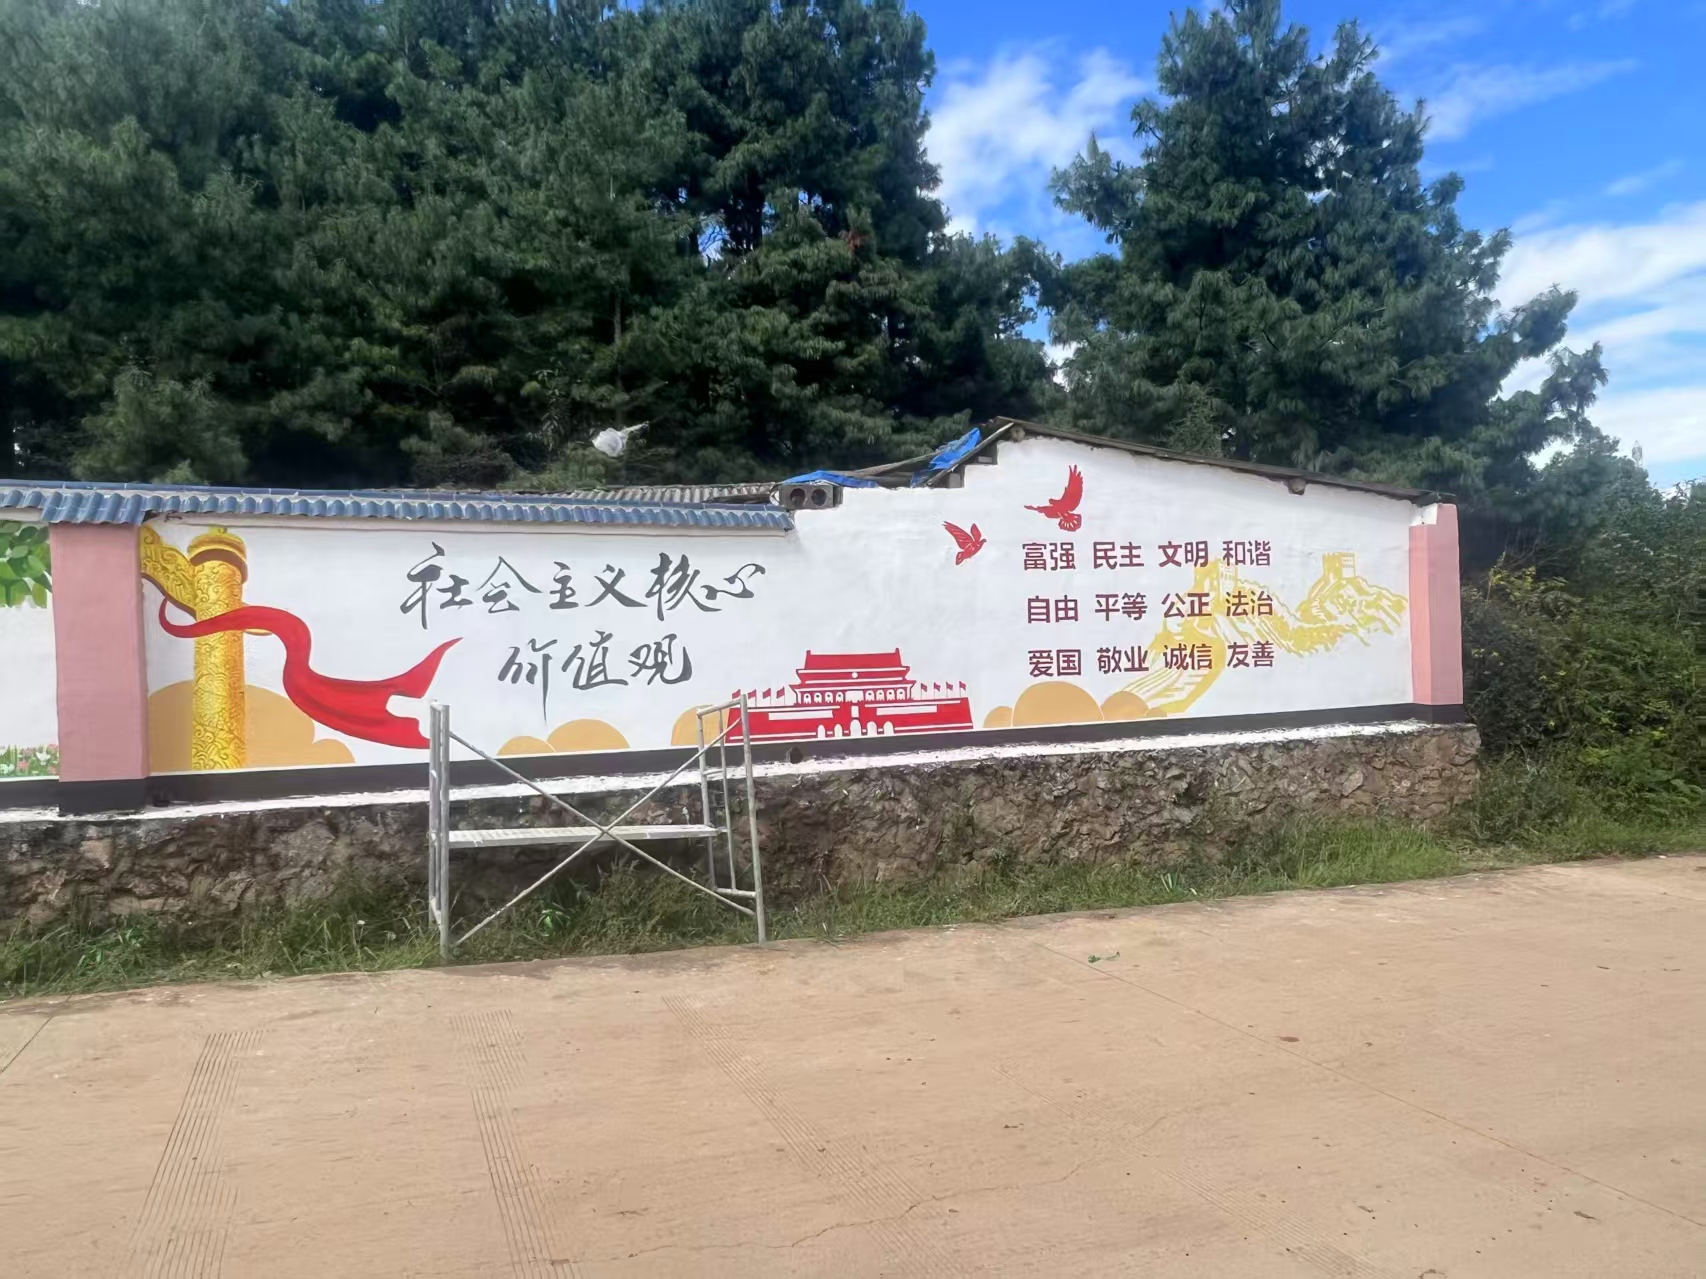 社会主义核心
价值观
富强 民主 文明 和谐
自由 平等 公正 法治
爱国 敬业 诚信 友善